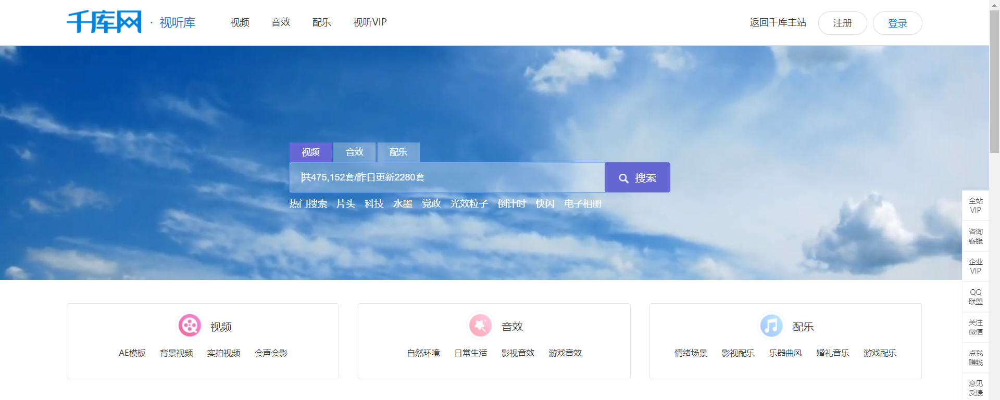 千库网 · 视听库 视频 音效 配乐 视听VIP 返回千库主站 注册 登录
视频 音效 配乐
共475,152套/昨日更新2280套 搜索
热门搜索 片头 科技 水墨 党政 光效粒子 倒计时 快闪 电子相册
全站
VIP
咨询
客服
企业
VIP
QQ
联盟
关注
微信
点我
赚钱
意见
反馈
视频
AE模板 背景视频 实拍视频 会声会影
音效
自然环境 日常生活 影视音效 游戏音效
配乐
情绪场景 影视配乐 乐器曲风 婚礼音乐 游戏配乐